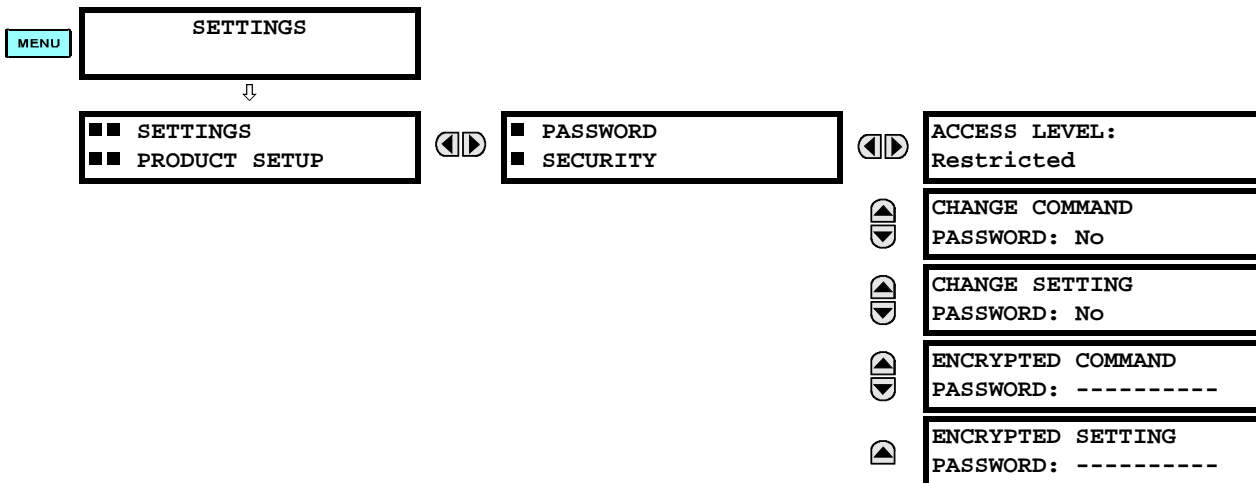 MENU
SETTINGS
■■ SETTINGS
■■ PRODUCT SETUP
■ PASSWORD
■ SECURITY
ACCESS LEVEL:
Restricted
CHANGE COMMAND
PASSWORD: No
CHANGE SETTING
PASSWORD: No
ENCRYPTED COMMAND
PASSWORD: ----------
ENCRYPTED SETTING
PASSWORD: ----------